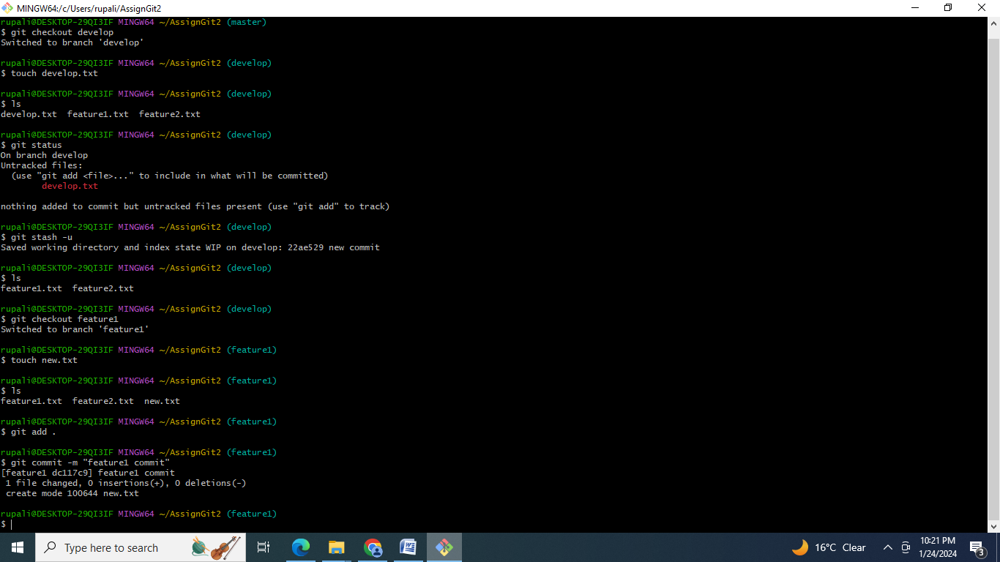 MINGW64:/c/Users/rupali/AssignGit2
rupali@DESKTOP-29QI3IF MINGW64 ~/AssignGit2 (master)
$ git checkout develop
Switched to branch 'develop'
rupali@DESKTOP-29QI3IF MINGW64 ~/AssignGit2 (develop)
$ touch develop.txt
rupali@DESKTOP-29QI3IF MINGW64 ~/AssignGit2 (develop)
$ ls
develop.txt  feature1.txt  feature2.txt
rupali@DESKTOP-29QI3IF MINGW64 ~/AssignGit2 (develop)
$ git status
On branch develop
Untracked files:
  (use "git add <file>..." to include in what will be committed)
        develop.txt
nothing added to commit but untracked files present (use "git add" to track)
rupali@DESKTOP-29QI3IF MINGW64 ~/AssignGit2 (develop)
$ git stash -u
Saved working directory and index state WIP on develop: 22ae529 new commit
rupali@DESKTOP-29QI3IF MINGW64 ~/AssignGit2 (develop)
$ ls
feature1.txt  feature2.txt
rupali@DESKTOP-29QI3IF MINGW64 ~/AssignGit2 (develop)
$ git checkout feature1
Switched to branch 'feature1'
rupali@DESKTOP-29QI3IF MINGW64 ~/AssignGit2 (feature1)
$ touch new.txt
rupali@DESKTOP-29QI3IF MINGW64 ~/AssignGit2 (feature1)
$ ls
feature1.txt  feature2.txt  new.txt
rupali@DESKTOP-29QI3IF MINGW64 ~/AssignGit2 (feature1)
$ git add .
rupali@DESKTOP-29QI3IF MINGW64 ~/AssignGit2 (feature1)
$ git commit -m "feature1 commit"
[feature1 dc117c9] feature1 commit
 1 file changed, 0 insertions(+), 0 deletions(-)
 create mode 100644 new.txt
rupali@DESKTOP-29QI3IF MINGW64 ~/AssignGit2 (feature1)
$
Type here to search
16°C Clear
10:21 PM
1/24/2024
3